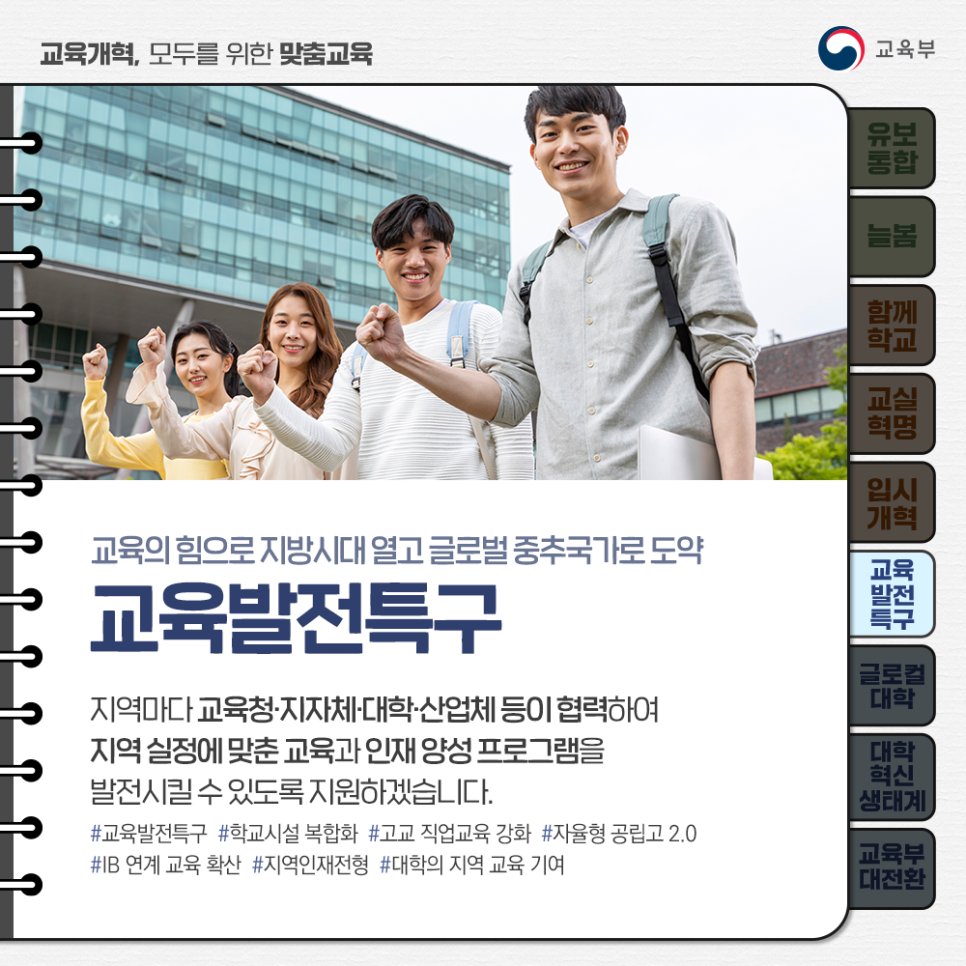 교육개혁, 모두를 위한 맞춤교육
교육부
유보
통합
늘봄
함께
학교
교실
혁명
입시
개혁
교육
발전
특구
글로컬
대학
대학
혁신
생태계
교육부
대전환
교육의 힘으로 지방시대 열고 글로벌 중추국가로 도약
교육발전특구
지역마다 교육청·지자체·대학·산업체 등이 협력하여
지역 실정에 맞춘 교육과 인재 양성 프로그램을
발전시킬 수 있도록 지원하겠습니다.
#교육발전특구 #학교시설 복합화 #고교 직업교육 강화 #자율형 공립고 2.0
#IB 연계 교육 확산 #지역인재전형 #대학의 지역 교육 기여